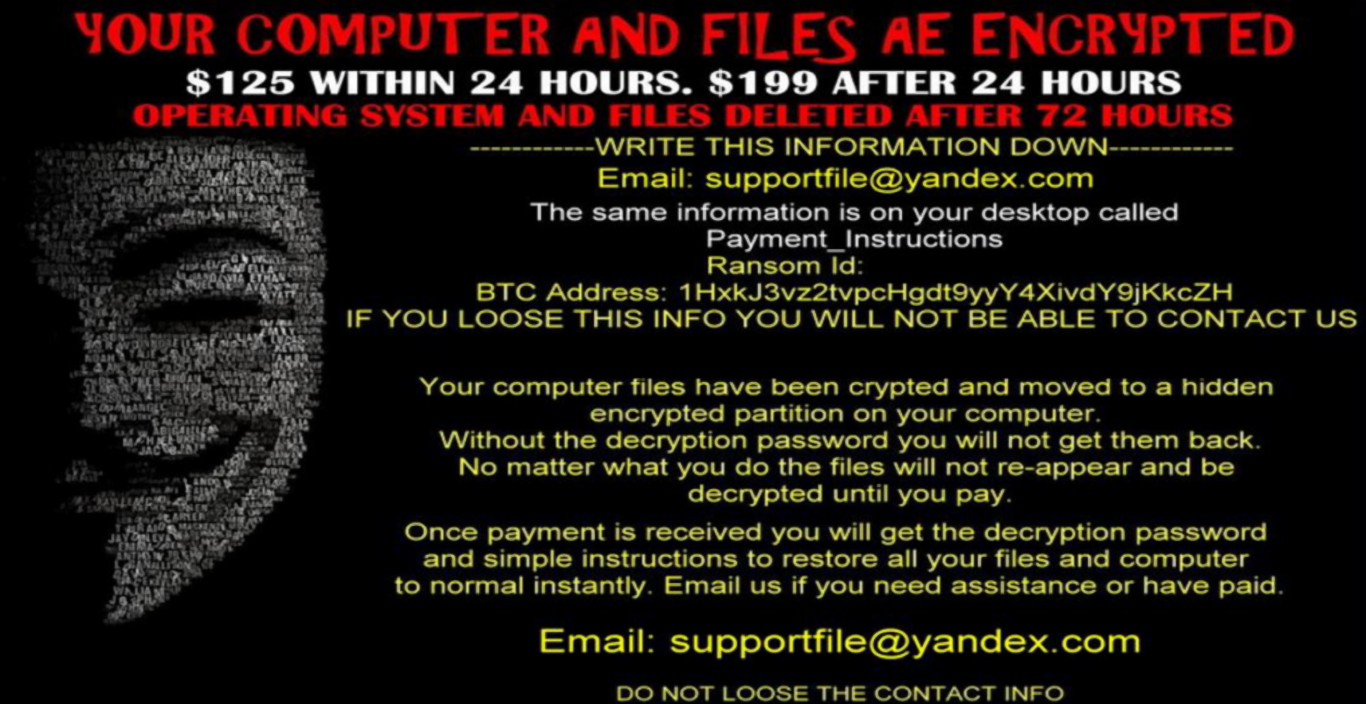 YOUR COMPUTER AND FILES AE ENCRYPTED
$125 WITHIN 24 HOURS. $199 AFTER 24 HOURS
OPERATING SYSTEM AND FILES DELETED AFTER 72 HOURS
------------WRITE THIS INFORMATION DOWN------------
Email: supportfile@yandex.com
The same information is on your desktop called
Payment_Instructions
Ransom Id:
BTC Address: 1HxkJ3vz2tvpcHgdt9yyY4XivdY9jKkcZH
IF YOU LOOSE THIS INFO YOU WILL NOT BE ABLE TO CONTACT US
Your computer files have been crypted and moved to a hidden
encrypted partition on your computer.
Without the decryption password you will not get them back.
No matter what you do the files will not re-appear and be
decrypted until you pay.
Once payment is received you will get the decryption password
and simple instructions to restore all your files and computer
to normal instantly. Email us if you need assistance or have paid.
Email: supportfile@yandex.com
DO NOT LOOSE THE CONTACT INFO